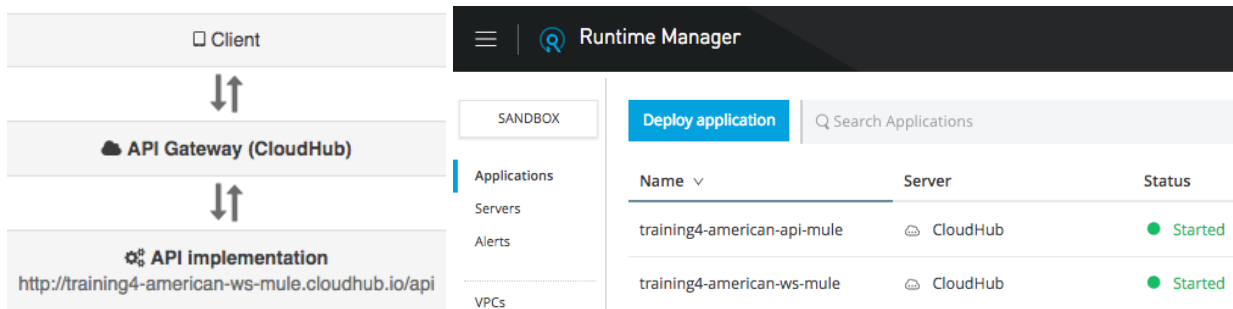 Client
API Gateway (CloudHub)
API implementation
http://training4-american-ws-mule.cloudhub.io/api
Runtime Manager
SANDBOX
Applications
Servers
Alerts
VPCs
Deploy application
Search Applications
Name Server Status
training4-american-api-mule CloudHub Started
training4-american-ws-mule CloudHub Started